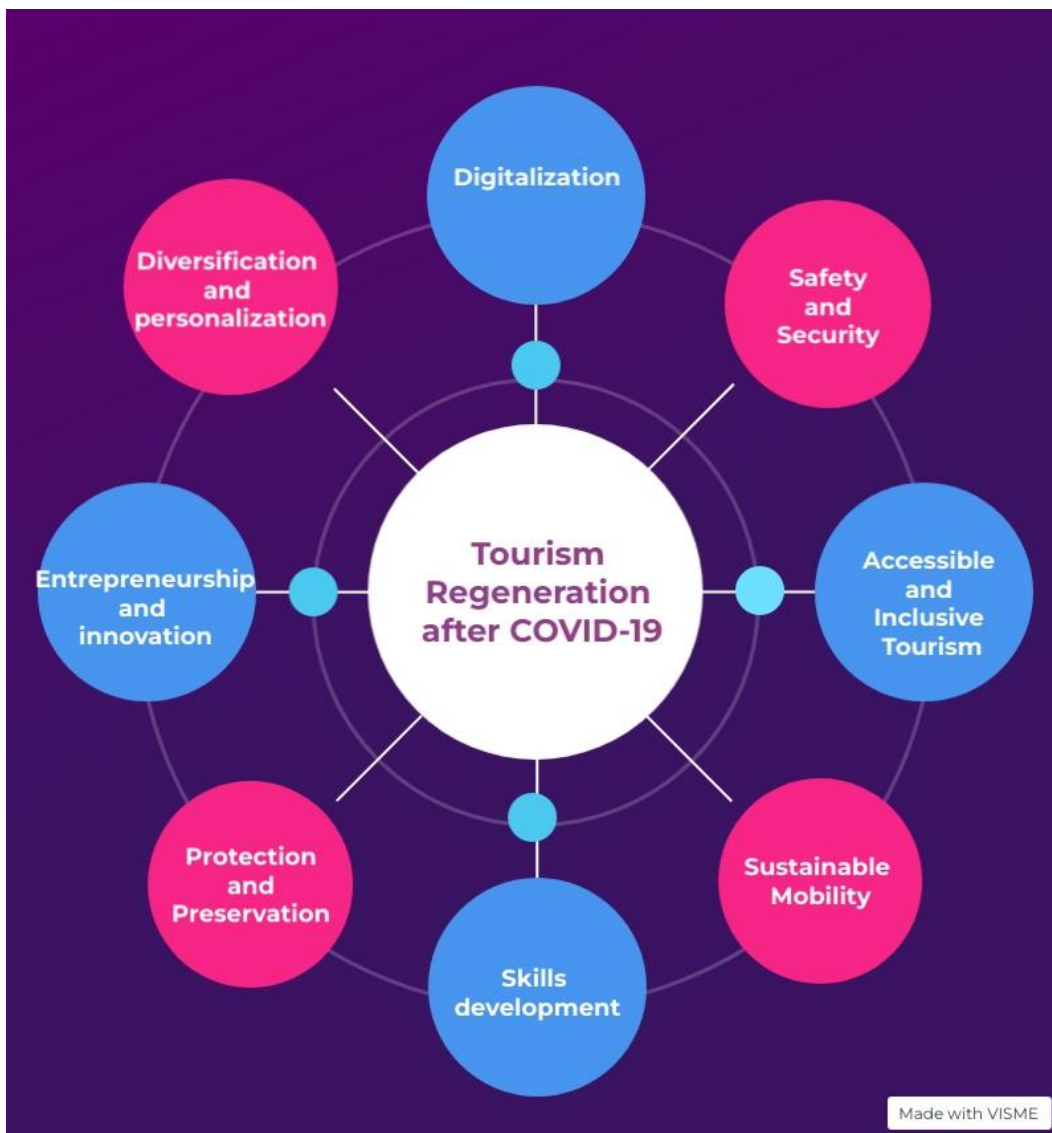 Digitalization
Diversification
and
personalization
Safety
and
Security
Entrepreneurship
and
innovation
Tourism
Regeneration
after COVID-19
Accessible
and
Inclusive
Tourism
Protection
and
Preservation
Sustainable
Mobility
Skills
development
Made with VISME